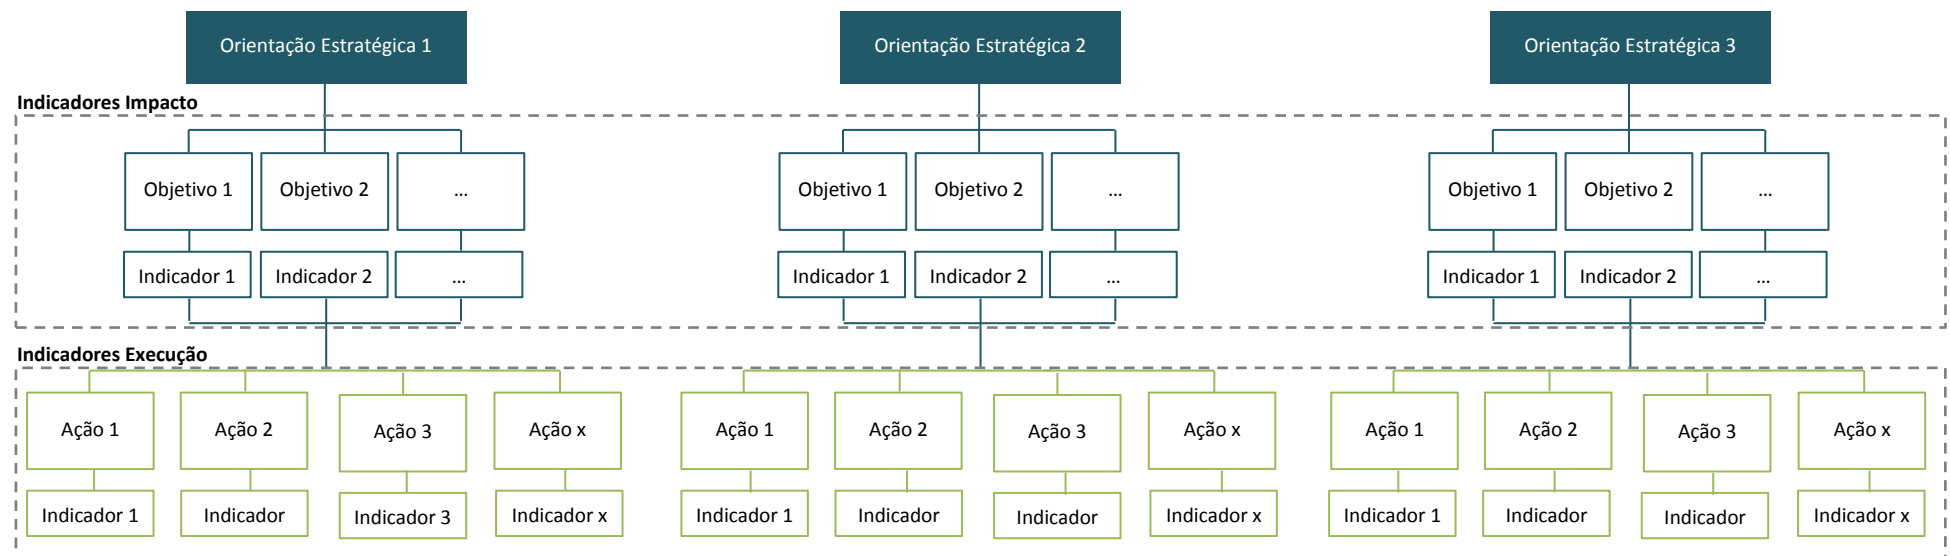 Orientação Estratégica 1
Orientação Estratégica 2
Orientação Estratégica 3
Indicadores Impacto
Objetivo 1
Objetivo 2
...
Objetivo 1
Objetivo 2
...
Objetivo 1
Objetivo 2
...
Indicador 1
Indicador 2
...
Indicador 1
Indicador 2
...
Indicador 1
Indicador 2
...
Indicadores Execução
Ação 1
Ação 2
Ação 3
Ação x
Ação 1
Ação 2
Ação 3
Ação x
Ação 1
Ação 2
Ação 3
Ação x
Indicador 1
Indicador
Indicador 3
Indicador x
Indicador 1
Indicador
Indicador
Indicador x
Indicador 1
Indicador
Indicador
Indicador x